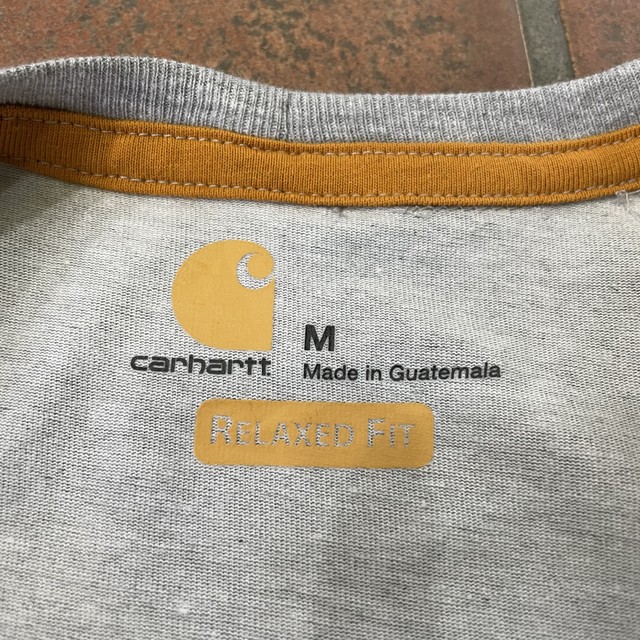 M
carhartt
Made in Guatemala
RELAXED FIT